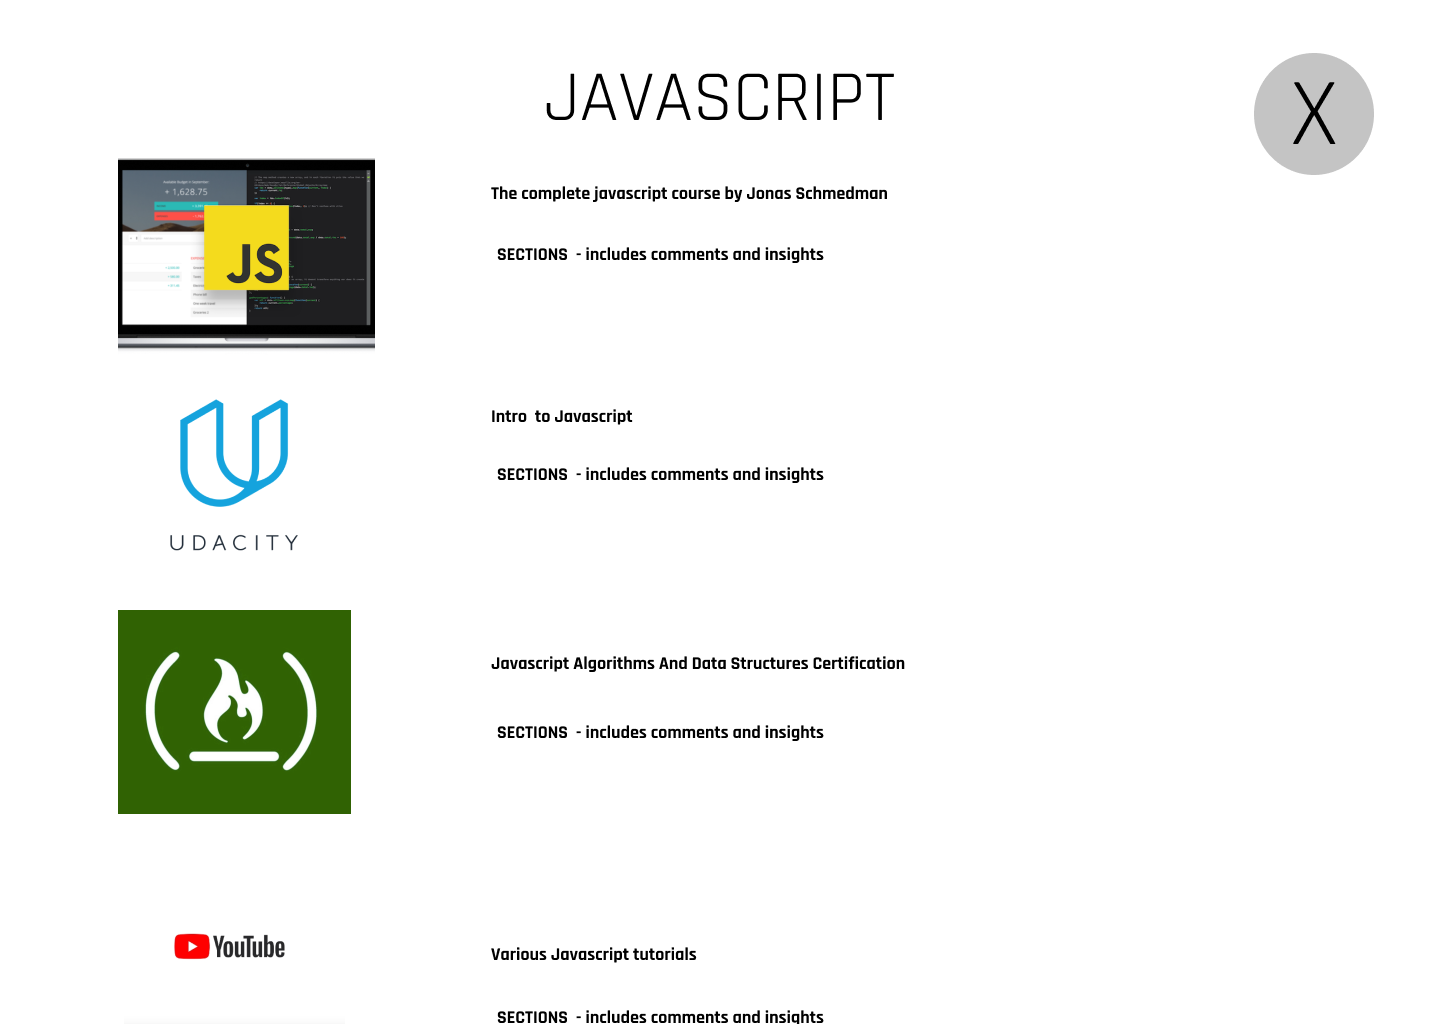 JAVASCRIPT
X
+ 1,628.75
JS
The complete javascript course by Jonas Schmedman
SECTIONS - includes comments and insights
UDACITY
Intro to Javascript
SECTIONS - includes comments and insights
Javascript Algorithms And Data Structures Certification
SECTIONS - includes comments and insights
YouTube
Various Javascript tutorials
SECTIONS - includes comments and insights